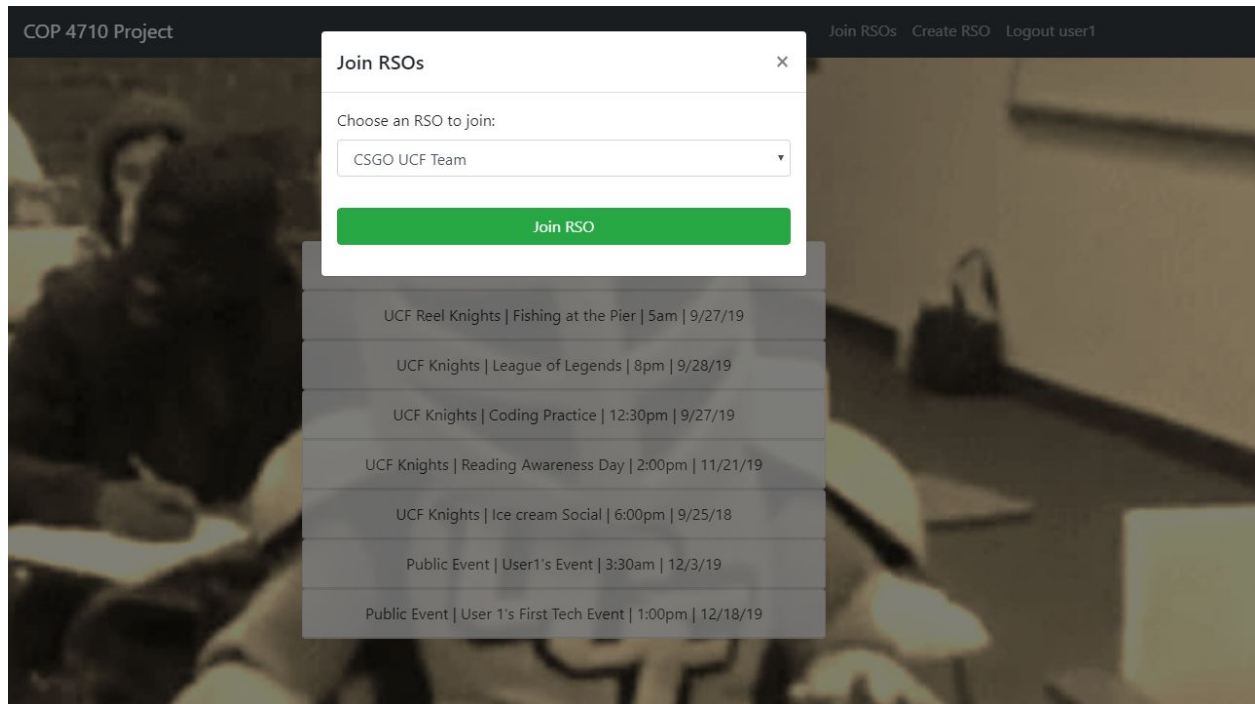 COP 4710 Project
Join RSOs Create RSO Logout user1
Join RSOs ×
Choose an RSO to join:
CSGO UCF Team
Join RSO
UCF Reel Knights | Fishing at the Pier | 5am | 9/27/19
UCF Knights | League of Legends | 8pm | 9/28/19
UCF Knights | Coding Practice | 12:30pm | 9/27/19
UCF Knights | Reading Awareness Day | 2:00pm | 11/21/19
UCF Knights | Ice cream Social | 6:00pm | 9/25/18
Public Event | User1's Event | 3:30am | 12/3/19
Public Event | User 1's First Tech Event | 1:00pm | 12/18/19